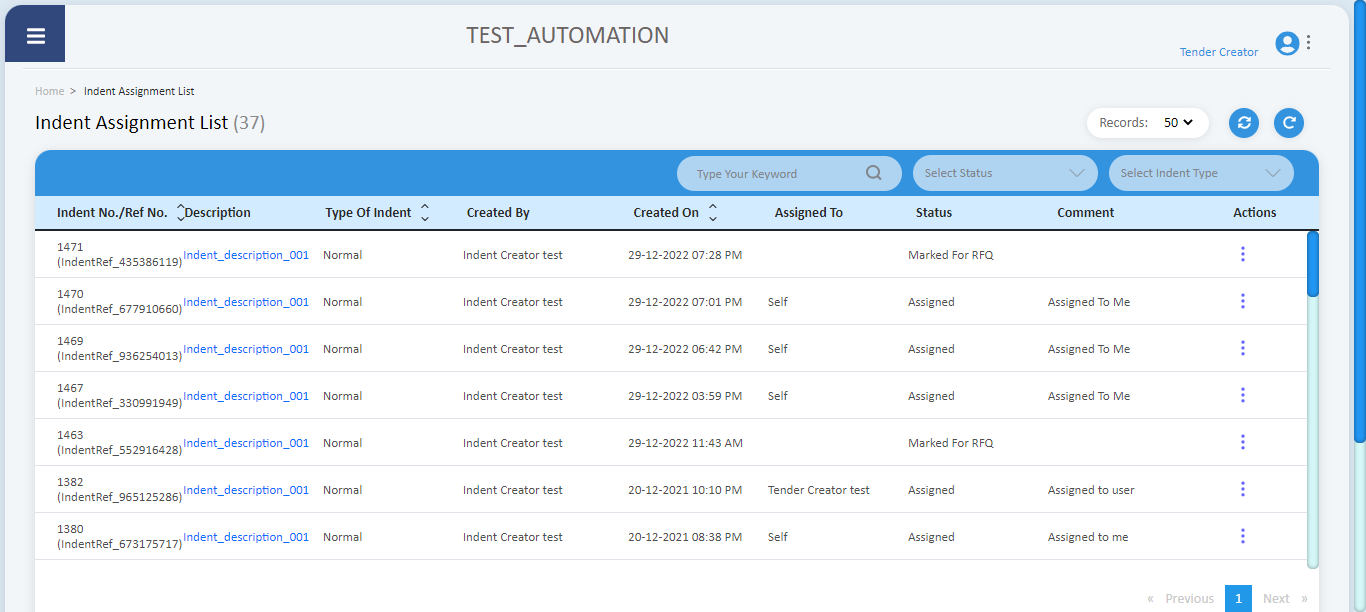 TEST_AUTOMATION
Tender Creator
Home > Indent Assignment List
Indent Assignment List (37)
Records: 50
Type Your Keyword
Select Status
Select Indent Type
Indent No./Ref No. Description Type Of Indent Created By Created On Assigned To Status Comment Actions
1471
(IndentRef_435386119) Indent_description_001 Normal Indent Creator test 29-12-2022 07:28 PM Marked For RFQ
1470
(IndentRef_677910660) Indent_description_001 Normal Indent Creator test 29-12-2022 07:01 PM Self Assigned Assigned To Me
1469
(IndentRef_936254013) Indent_description_001 Normal Indent Creator test 29-12-2022 06:42 PM Self Assigned Assigned To Me
1467
(IndentRef_330991949) Indent_description_001 Normal Indent Creator test 29-12-2022 03:59 PM Self Assigned Assigned To Me
1463
(IndentRef_552916428) Indent_description_001 Normal Indent Creator test 29-12-2022 11:43 AM Marked For RFQ
1382
(IndentRef_965125286) Indent_description_001 Normal Indent Creator test 20-12-2021 10:10 PM Tender Creator test Assigned Assigned to user
1380
(IndentRef_673175717) Indent_description_001 Normal Indent Creator test 20-12-2021 08:38 PM Self Assigned Assigned to me
« Previous 1 Next »